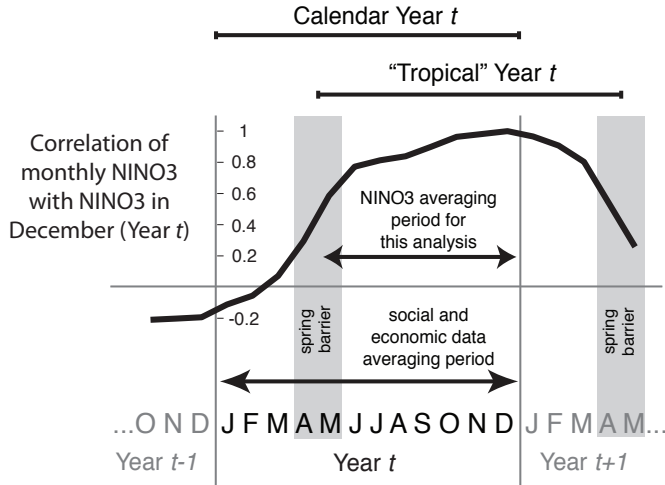 Calendar Year t
“Tropical” Year t
Correlation of
monthly NINO3
with NINO3 in
December (Year t)
1
0.8
0.6
0.4
0.2
-0.2
NINO3 averaging
period for
this analysis
spring
barrier
social and
economic data
averaging period
spring
barrier
...O N D J F M A M J J A S O N D J F M A M...
Year t-1 Year t Year t+1